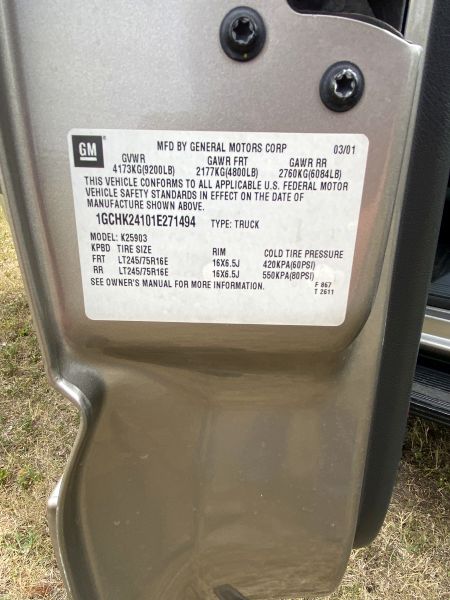 GM MFD BY GENERAL MOTORS CORP 03/01
GVWR GAWR FRT GAWR RR
4173KG(9200LB) 2177KG(4800LB) 2760KG(6084LB)
THIS VEHICLE CONFORMS TO ALL APPLICABLE U.S. FEDERAL MOTOR
VEHICLE SAFETY STANDARDS IN EFFECT ON THE DATE OF
MANUFACTURE SHOWN ABOVE.
1GCHK24101E271494 TYPE: TRUCK
MODEL: K25903
KPBD TIRE SIZE RIM COLD TIRE PRESSURE
FRT LT245/75R16E 16X6.5J 420KPA(60PSI)
RR LT245/75R16E 16X6.5J 550KPA(80PSI)
SEE OWNER'S MANUAL FOR MORE INFORMATION. F 867
T 2611